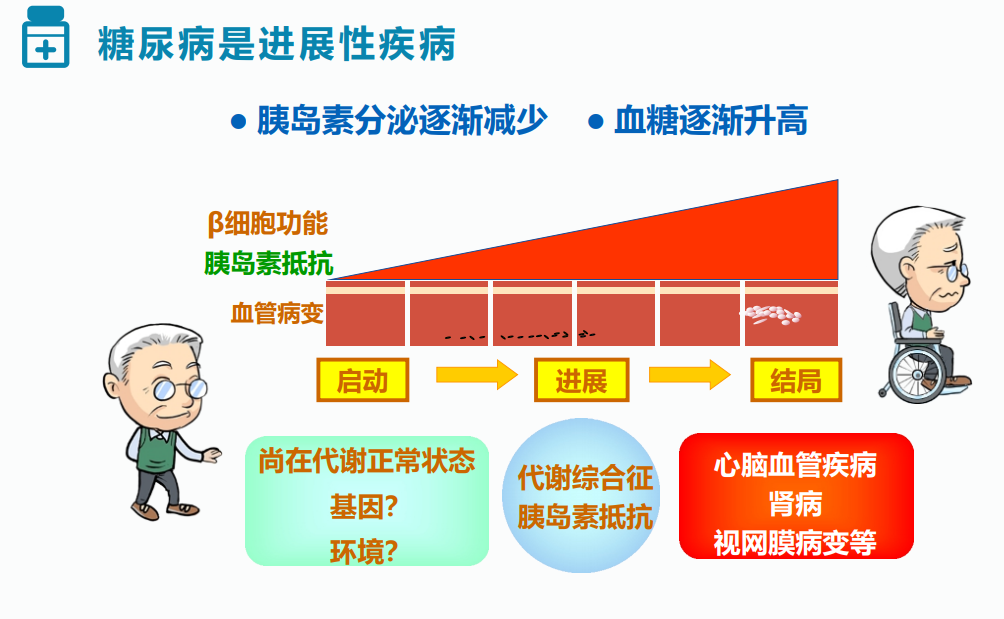 糖尿病是进展性疾病
● 胰岛素分泌逐渐减少 ● 血糖逐渐升高
β细胞功能
胰岛素抵抗
血管病变
启动 进展 结局
尚在代谢正常状态
基因?
环境?
代谢综合征
胰岛素抵抗
心脑血管疾病
肾病
视网膜病变等